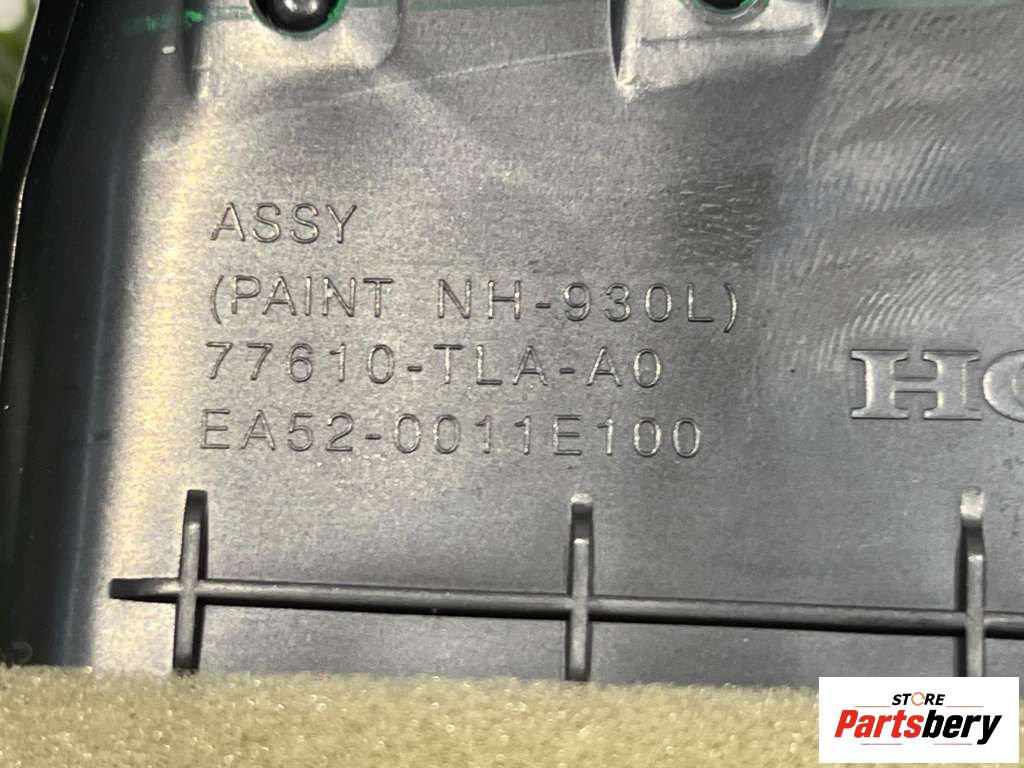 ASSY
(PAINT NH-930L)
77610-TLA-A0
EA52-0011E100
STORE
Partsbery